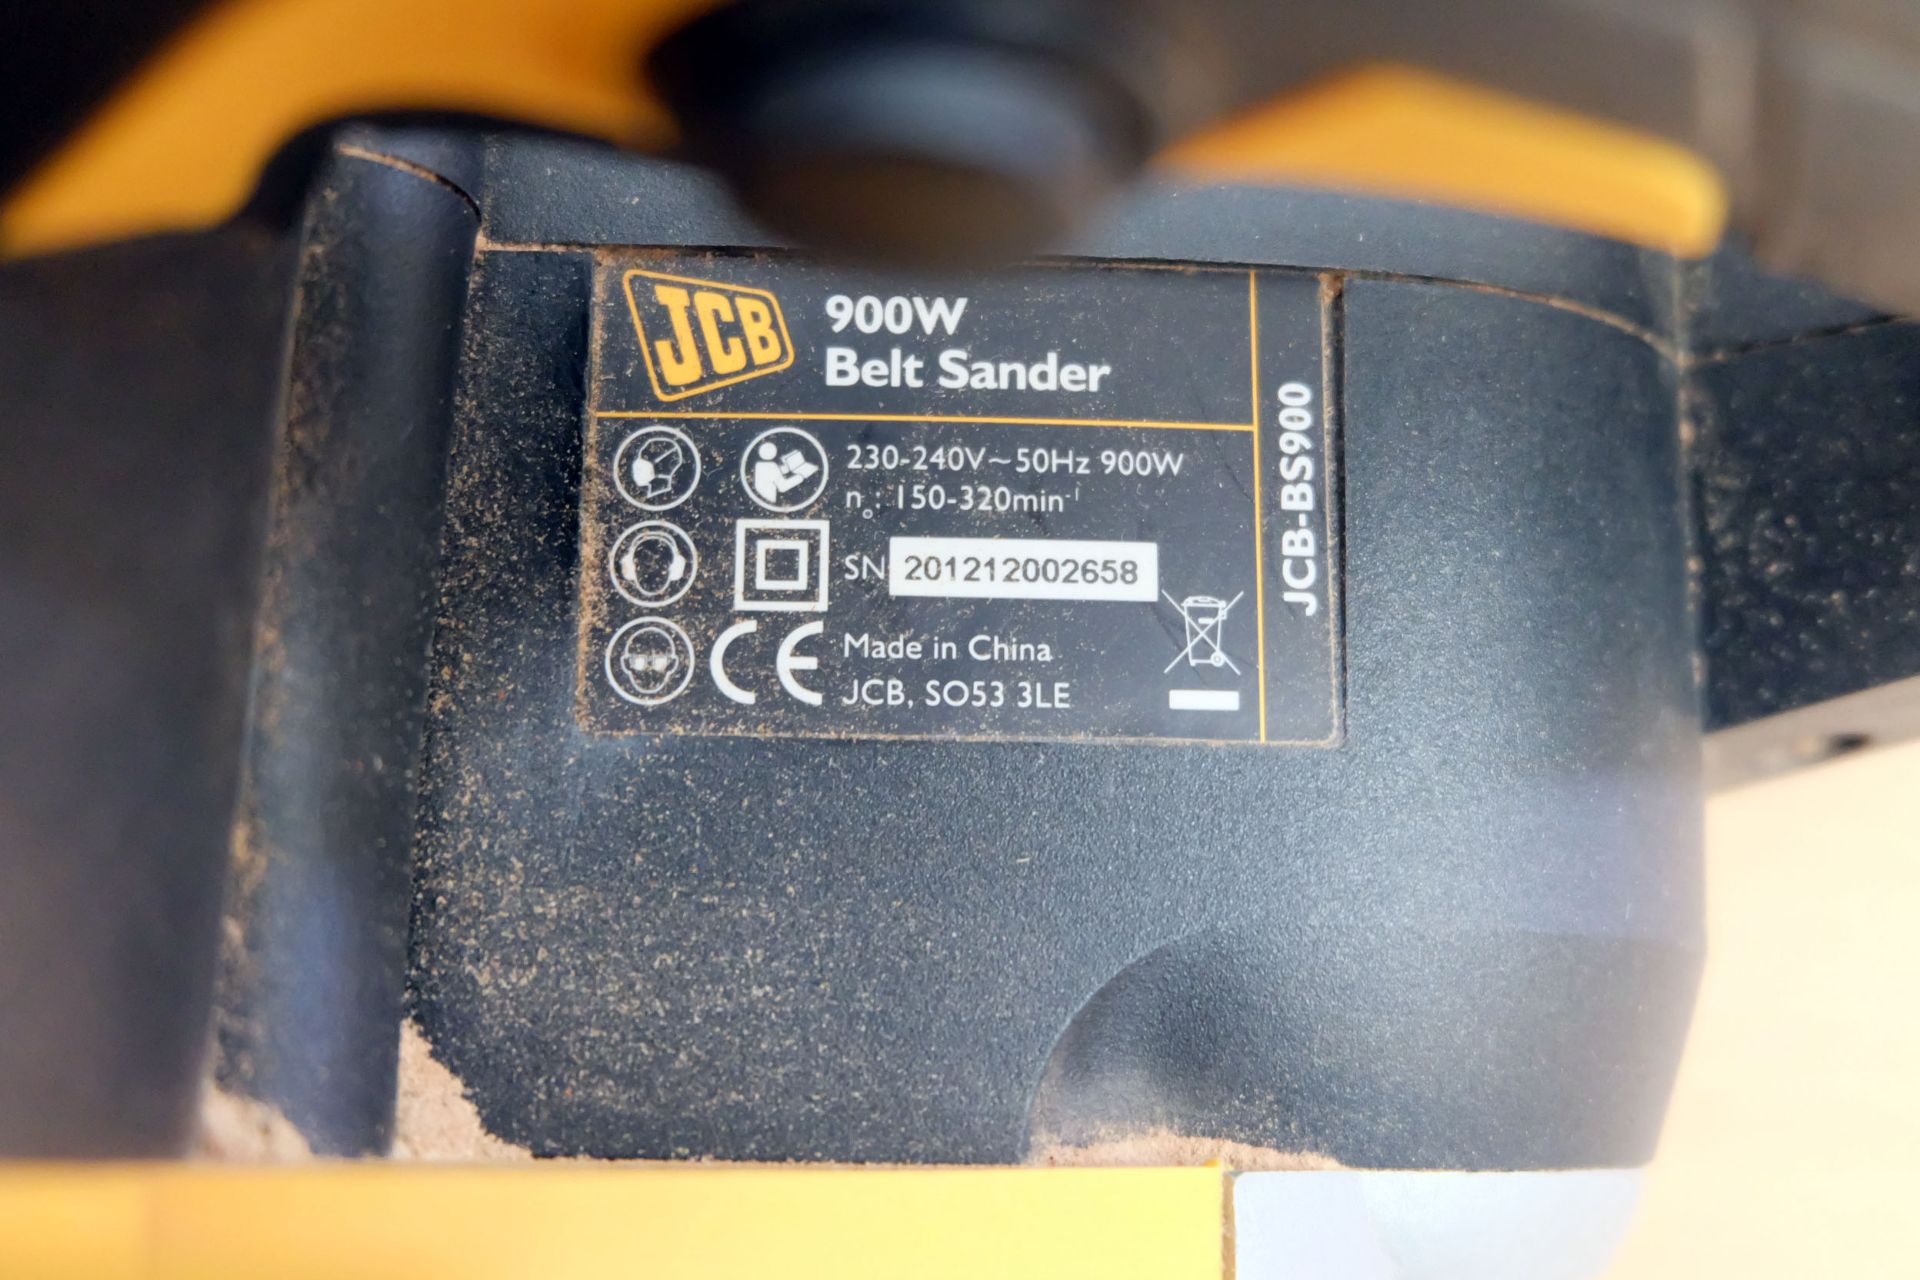 JCB
900W
Belt Sander
230-240V~50Hz 900W
n₀: 150-320min⁻¹
SN 201212002658
CE
Made in China
JCB, SO53 3LE
JCB-BS900